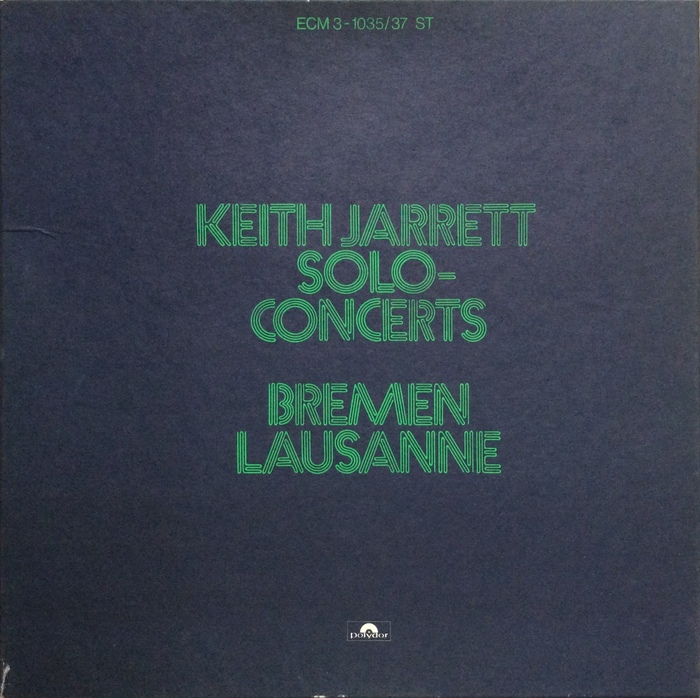 ECM 3-1035/37 ST
KEITH JARRETT
SOLO-
CONCERTS
BREMEN
LAUSANNE
polydor